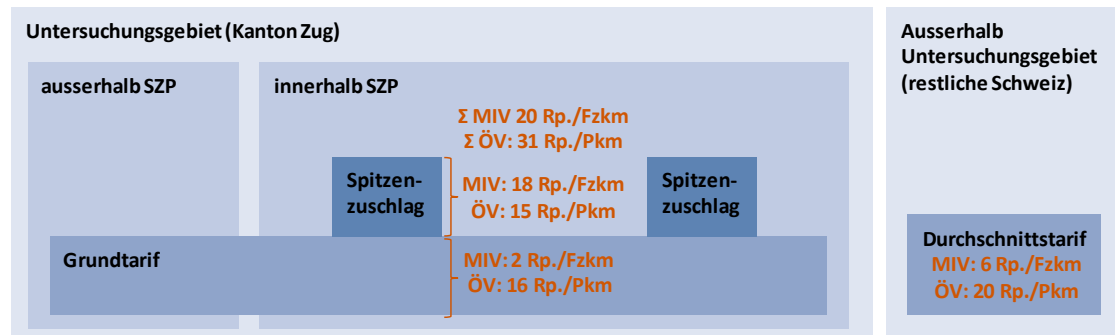 Untersuchungsgebiet (Kanton Zug)
ausserhalb SZP
innerhalb SZP
Σ MIV 20 Rp./Fzkm
Σ ÖV: 31 Rp./Pkm
Spitzen-
zuschlag
MIV: 18 Rp./Fzkm
ÖV: 15 Rp./Pkm
Spitzen-
zuschlag
Grundtarif
MIV: 2 Rp./Fzkm
ÖV: 16 Rp./Pkm
Ausserhalb
Untersuchungsgebiet
(restliche Schweiz)
Durchschnittstarif
MIV: 6 Rp./Fzkm
ÖV: 20 Rp./Pkm